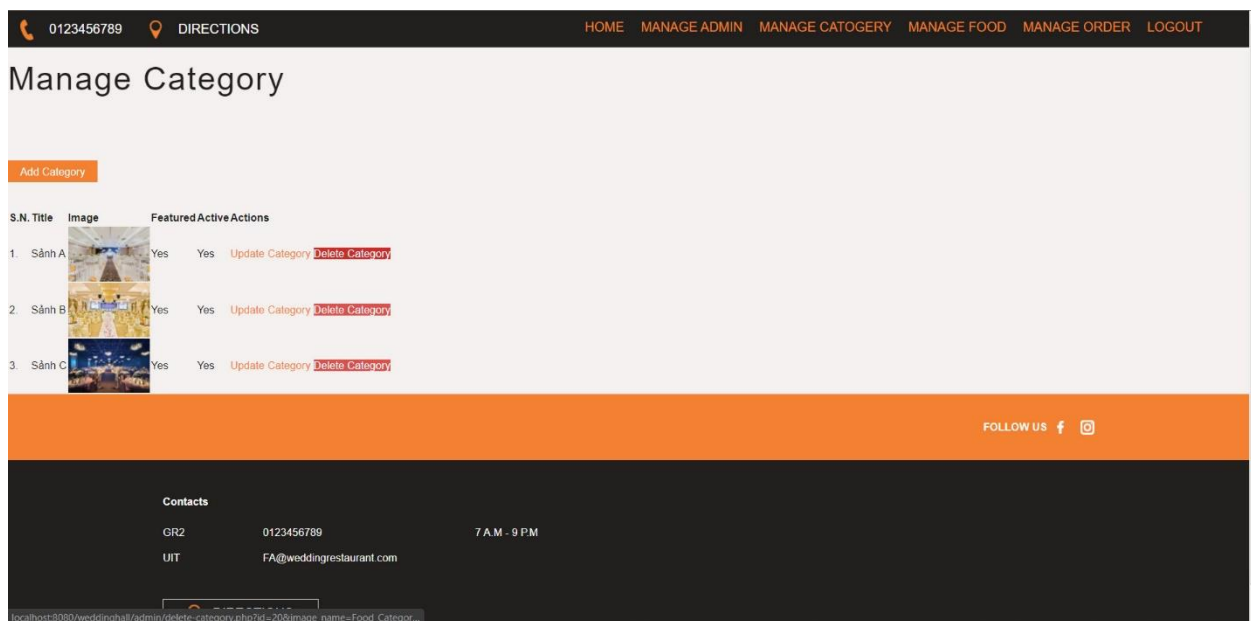 0123456789 DIRECTIONS HOME MANAGE ADMIN MANAGE CATOGERY MANAGE FOOD MANAGE ORDER LOGOUT
Manage Category
Add Category
S.N. Title Image Featured Active Actions
1. Sảnh A Yes Yes Update Category Delete Category
2. Sảnh B Yes Yes Update Category Delete Category
3. Sảnh C Yes Yes Update Category Delete Category
FOLLOW US
Contacts
GR2 0123456789 7 A.M - 9 P.M
UIT FA@weddingrestaurant.com
DIRECTIONS
localhost:8080/weddinghall/admin/delete-category.php?id=20&image_name=Food_Categor...